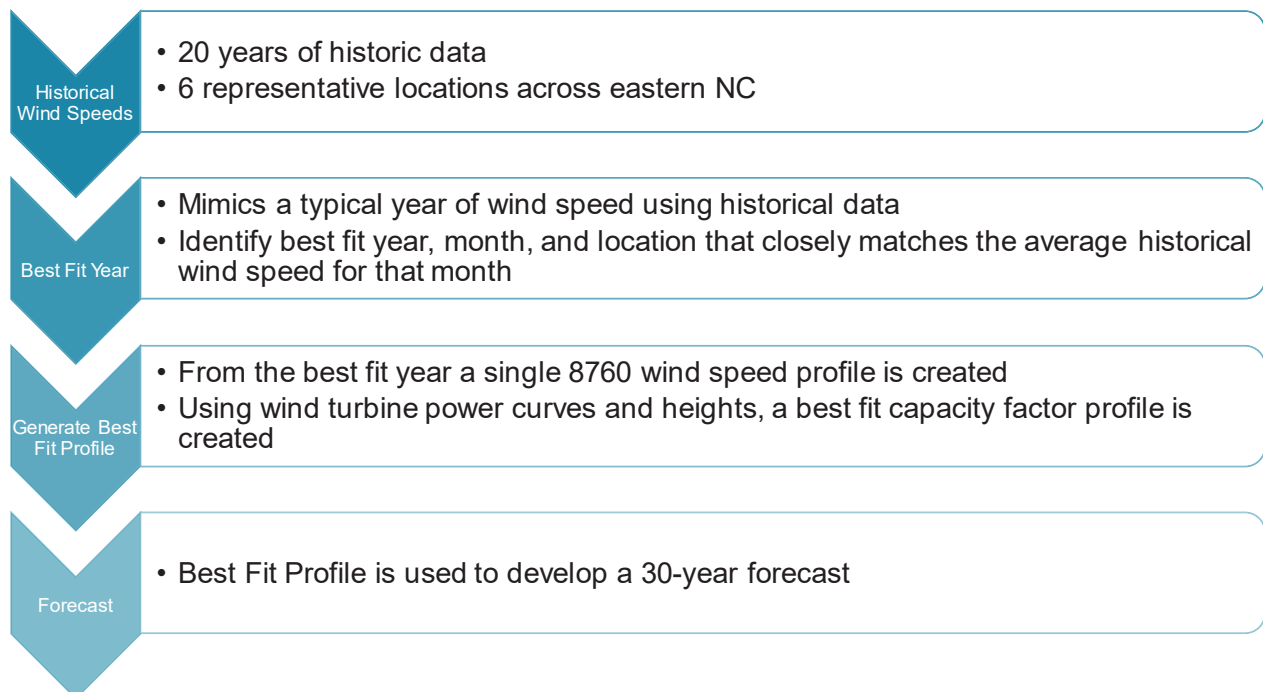 Historical
Wind Speeds
• 20 years of historic data
• 6 representative locations across eastern NC
Best Fit Year
• Mimics a typical year of wind speed using historical data
• Identify best fit year, month, and location that closely matches the average historical
wind speed for that month
Generate Best
Fit Profile
• From the best fit year a single 8760 wind speed profile is created
• Using wind turbine power curves and heights, a best fit capacity factor profile is
created
Forecast
• Best Fit Profile is used to develop a 30-year forecast